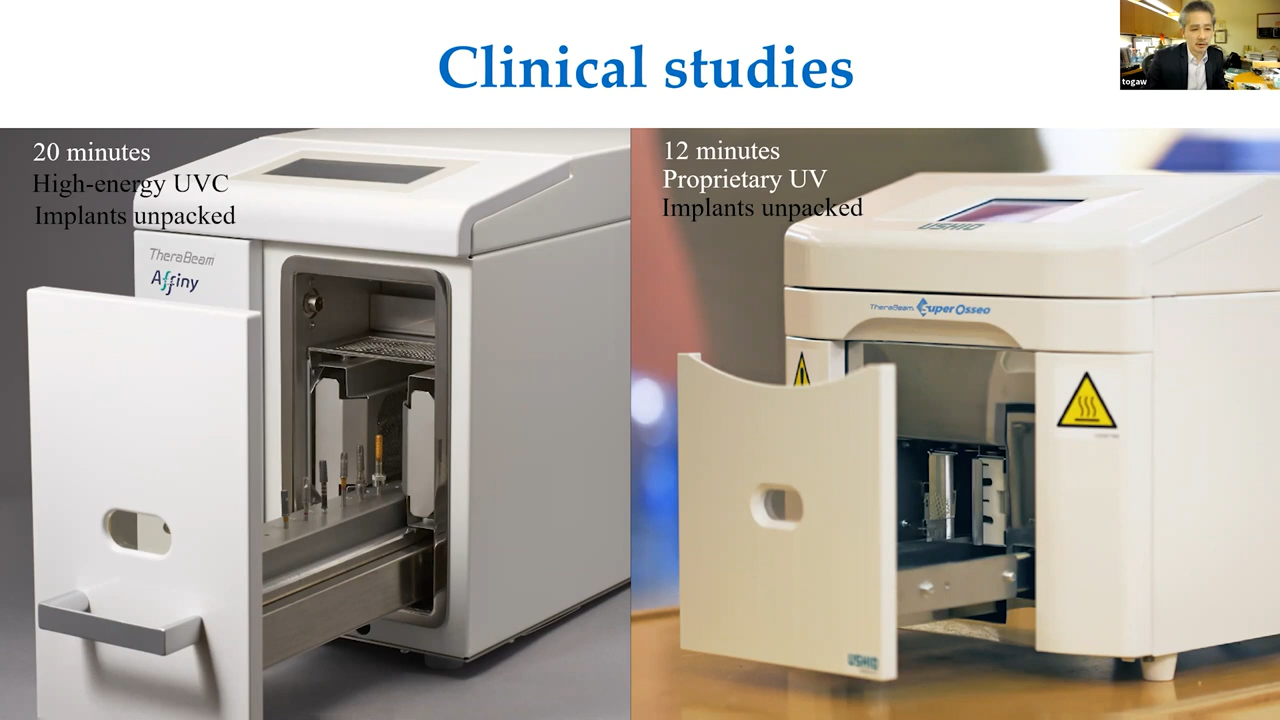 Clinical studies
togaw
20 minutes
High-energy UVC
Implants unpacked
TheraBeam
Affiny
12 minutes
Proprietary UV
Implants unpacked
USHIO
TheraBeam SuperOsseo
USHIO